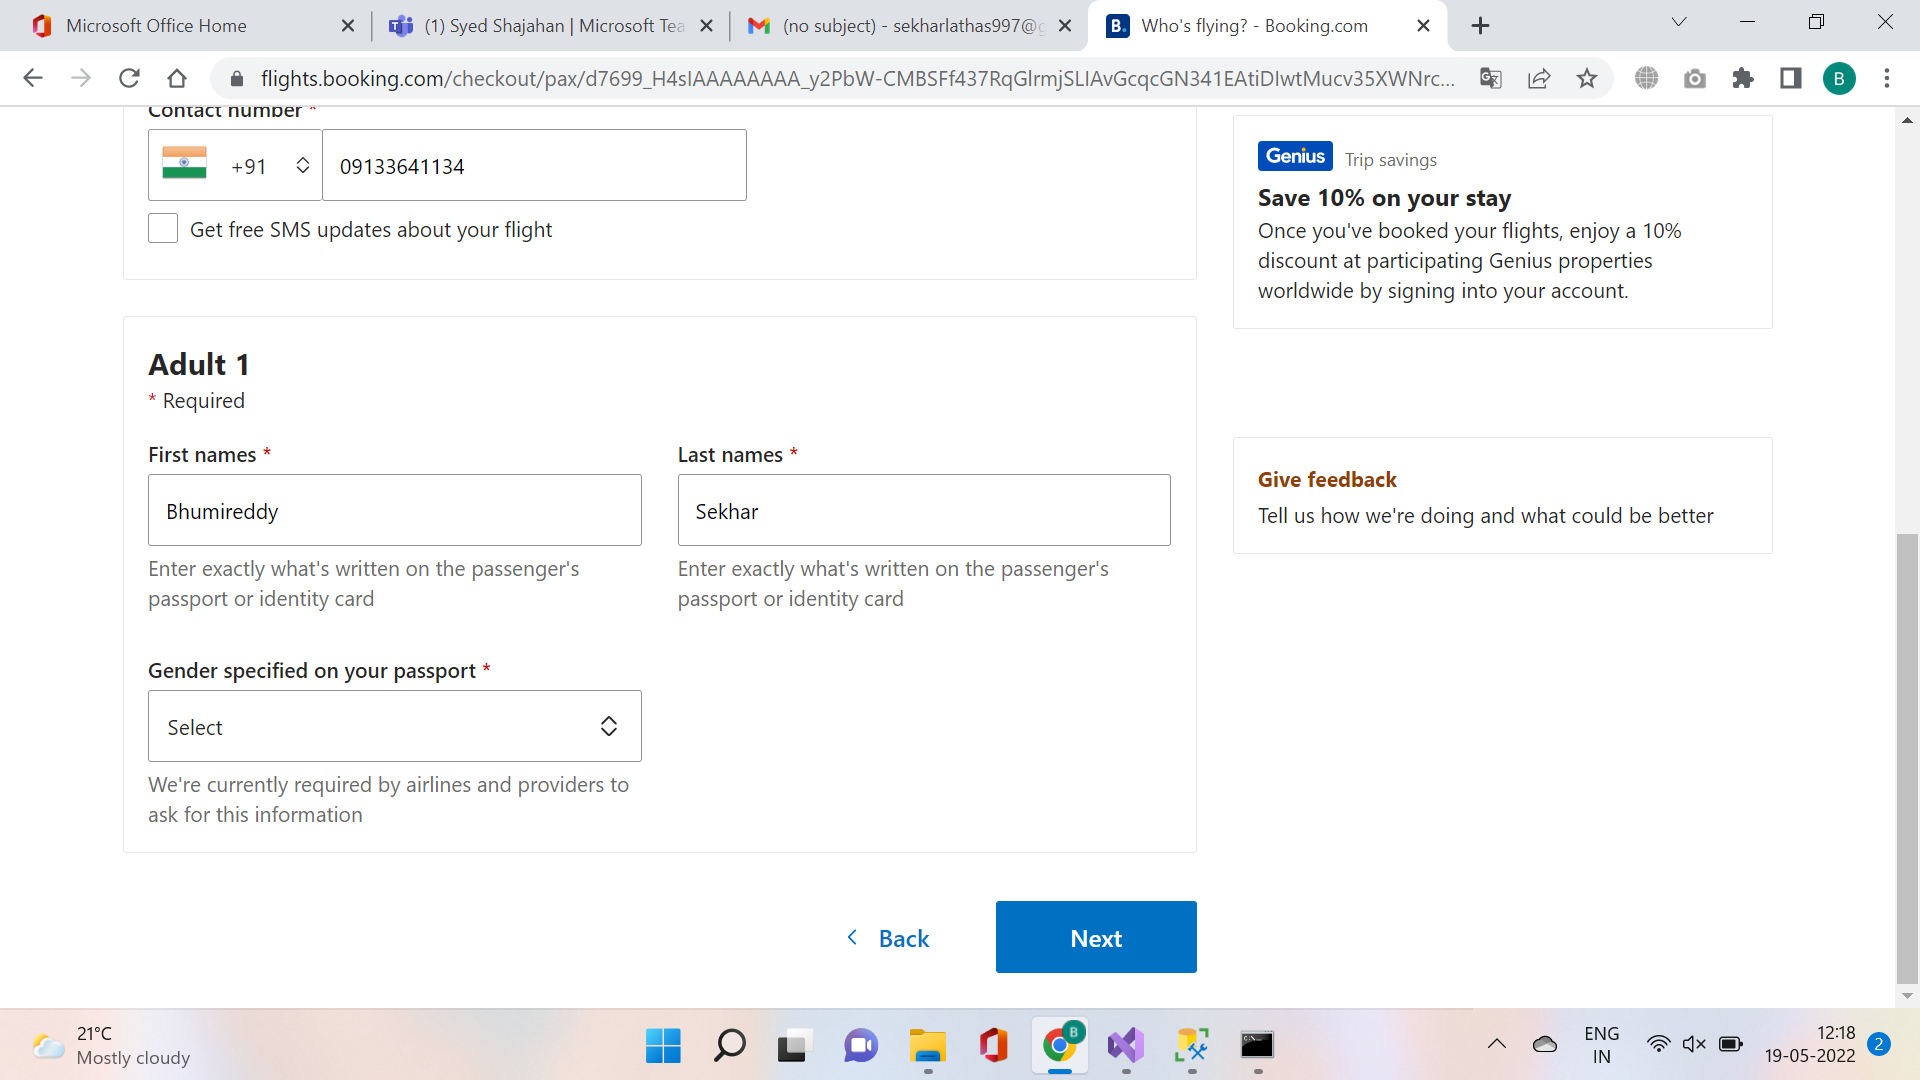 Microsoft Office Home
(1) Syed Shajahan | Microsoft Tea
(no subject) - sekharlathas997@g
B. Who's flying? - Booking.com
flights.booking.com/checkout/pax/d7699_H4sIAAAAAAAA_y2PbW-CMBSFf437RqGlrmjSLIAvGcqcGN341EAtiDIwtMucv35XWNrc...
B
Contact number *
+91
09133641134
Get free SMS updates about your flight
Genius Trip savings
Save 10% on your stay
Once you've booked your flights, enjoy a 10%
discount at participating Genius properties
worldwide by signing into your account.
Adult 1
* Required
First names *
Last names *
Bhumireddy
Sekhar
Enter exactly what's written on the passenger's
passport or identity card
Enter exactly what's written on the passenger's
passport or identity card
Gender specified on your passport *
Select
We're currently required by airlines and providers to
ask for this information
Give feedback
Tell us how we're doing and what could be better
Back
Next
21°C
Mostly cloudy
B
ENG
IN
12:18
19-05-2022
2